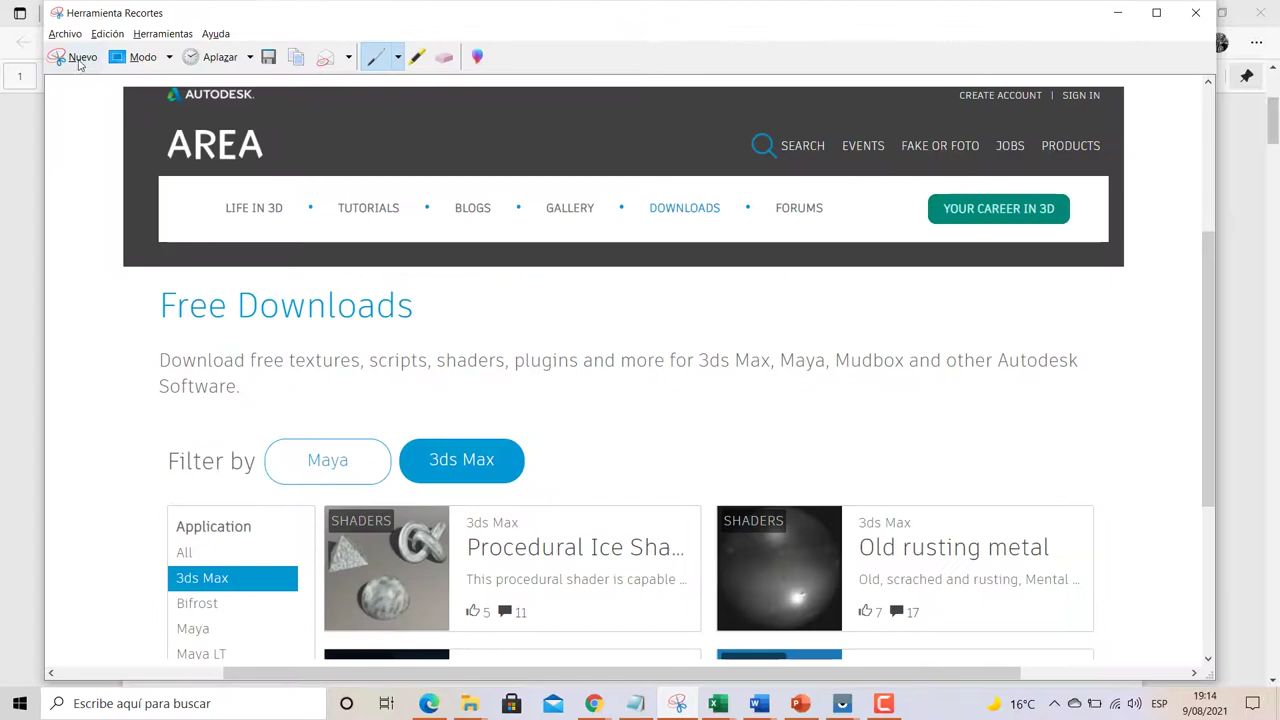 Herramienta Recortes
Archivo Edición Herramientas Ayuda
Nuevo Modo Aplazar
1
AUTODESK.
CREATE ACCOUNT | SIGN IN
AREA
SEARCH EVENTS FAKE OR FOTO JOBS PRODUCTS
LIFE IN 3D • TUTORIALS • BLOGS • GALLERY • DOWNLOADS • FORUMS
YOUR CAREER IN 3D
Free Downloads
Download free textures, scripts, shaders, plugins and more for 3ds Max, Maya, Mudbox and other Autodesk
Software.
Filter by Maya 3ds Max
Application
All
3ds Max
Bifrost
Maya
Maya LT
SHADERS
3ds Max
Procedural Ice Sha...
This procedural shader is capable ...
5 11
SHADERS
3ds Max
Old rusting metal
Old, scrached and rusting, Mental ...
7 17
Escribe aquí para buscar
16°C
ESP
19:14
9/08/2021